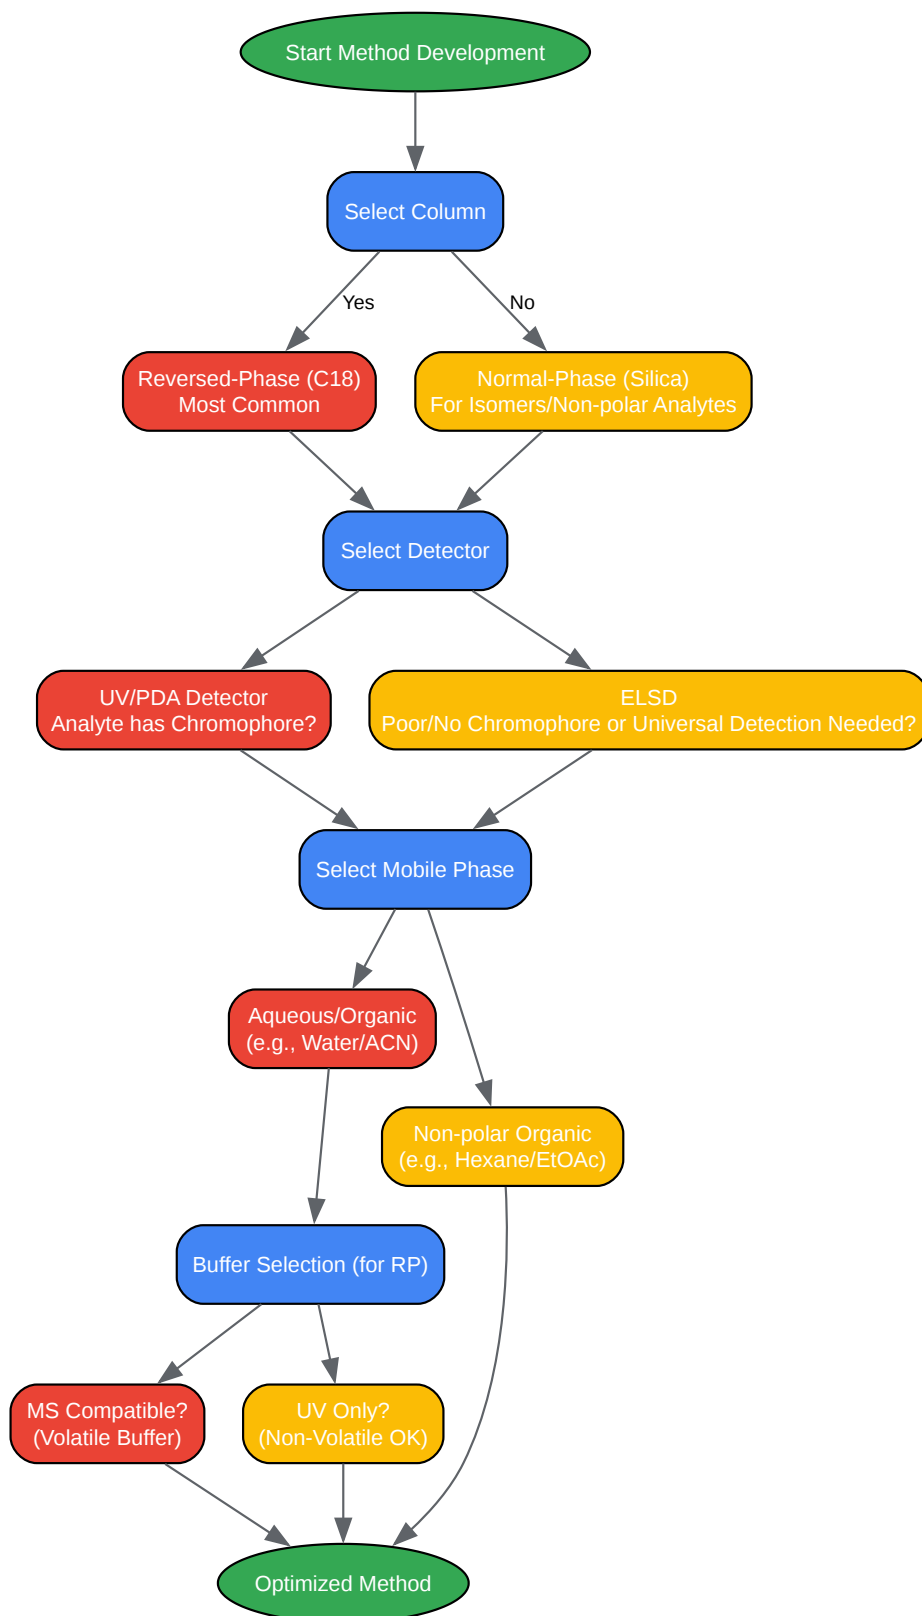 Start Method Development
Select Column
Yes
No
Reversed-Phase (C18)
Most Common
Normal-Phase (Silica)
For Isomers/Non-polar Analytes
Select Detector
UV/PDA Detector
Analyte has Chromophore?
ELSD
Poor/No Chromophore or Universal Detection Needed?
Select Mobile Phase
Aqueous/Organic
(e.g., Water/ACN)
Non-polar Organic
(e.g., Hexane/EtOAc)
Buffer Selection (for RP)
MS Compatible?
(Volatile Buffer)
UV Only?
(Non-Volatile OK)
Optimized Method